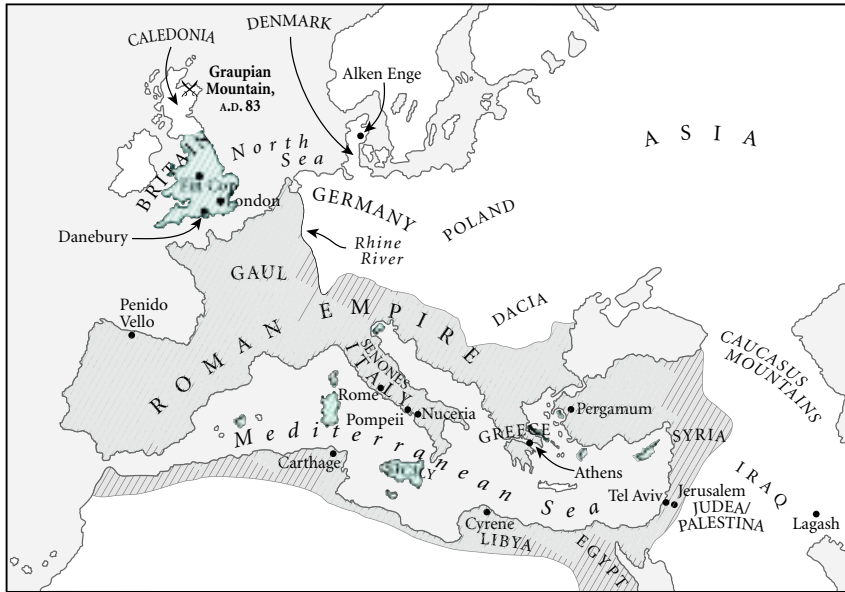 CALEDONIA
DENMARK
Graupian
Mountain,
A.D. 83
Alken Enge
North
Sea
ASIA
BRITAIN
London
Danebury
GERMANY
POLAND
Rhine
River
GAUL
DACIA
Penido
Vello
ROMAN EMPIRE
CAUCASUS
MOUNTAINS
SENONES
ITALY
Rome
Pompeii
Nuceria
Pergamum
GREECE
Athens
SYRIA
Mediterranean Sea
Carthage
IRAQ
Tel Aviv
Jerusalem
JUDEA/
PALESTINA
Lagash
Cyrene
LIBYA
EGYPT